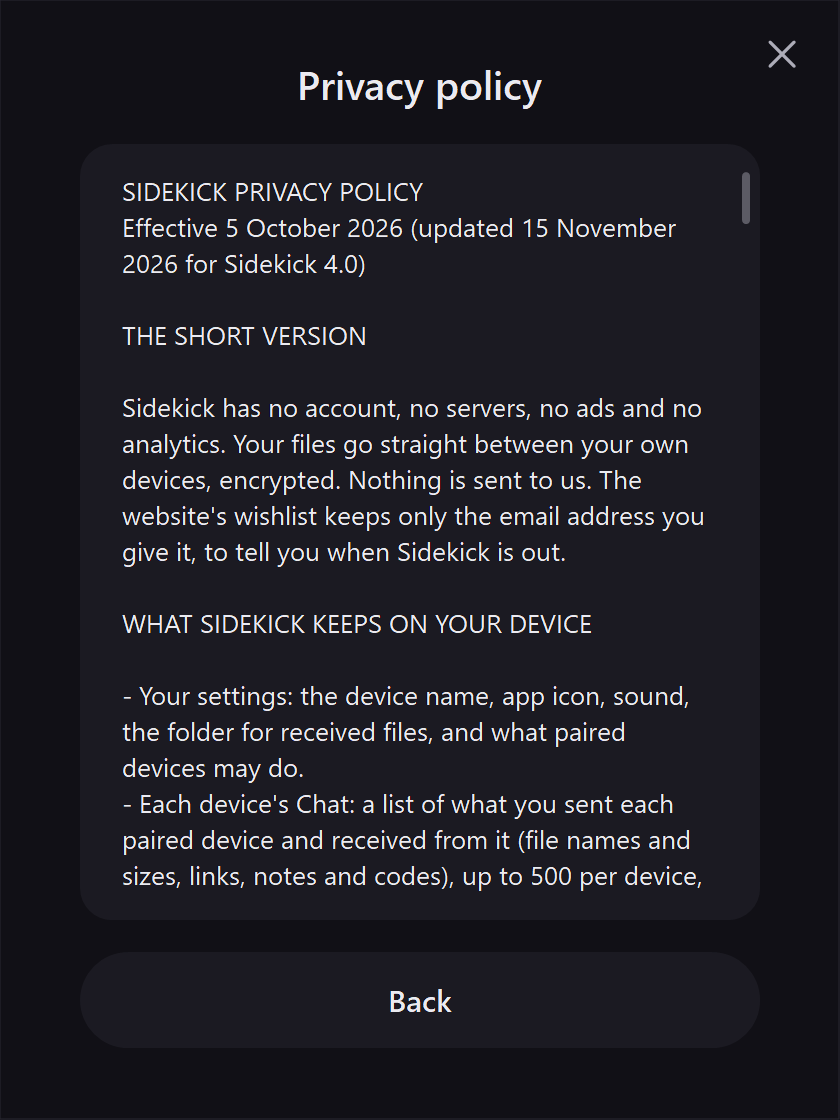 Privacy policy
SIDEKICK PRIVACY POLICY
Effective 5 October 2026 (updated 15 November
2026 for Sidekick 4.0)
THE SHORT VERSION
Sidekick has no account, no servers, no ads and no
analytics. Your files go straight between your own
devices, encrypted. Nothing is sent to us. The
website's wishlist keeps only the email address you
give it, to tell you when Sidekick is out.
WHAT SIDEKICK KEEPS ON YOUR DEVICE
- Your settings: the device name, app icon, sound,
the folder for received files, and what paired
devices may do.
- Each device's Chat: a list of what you sent each
paired device and received from it (file names and
sizes, links, notes and codes), up to 500 per device,
Back